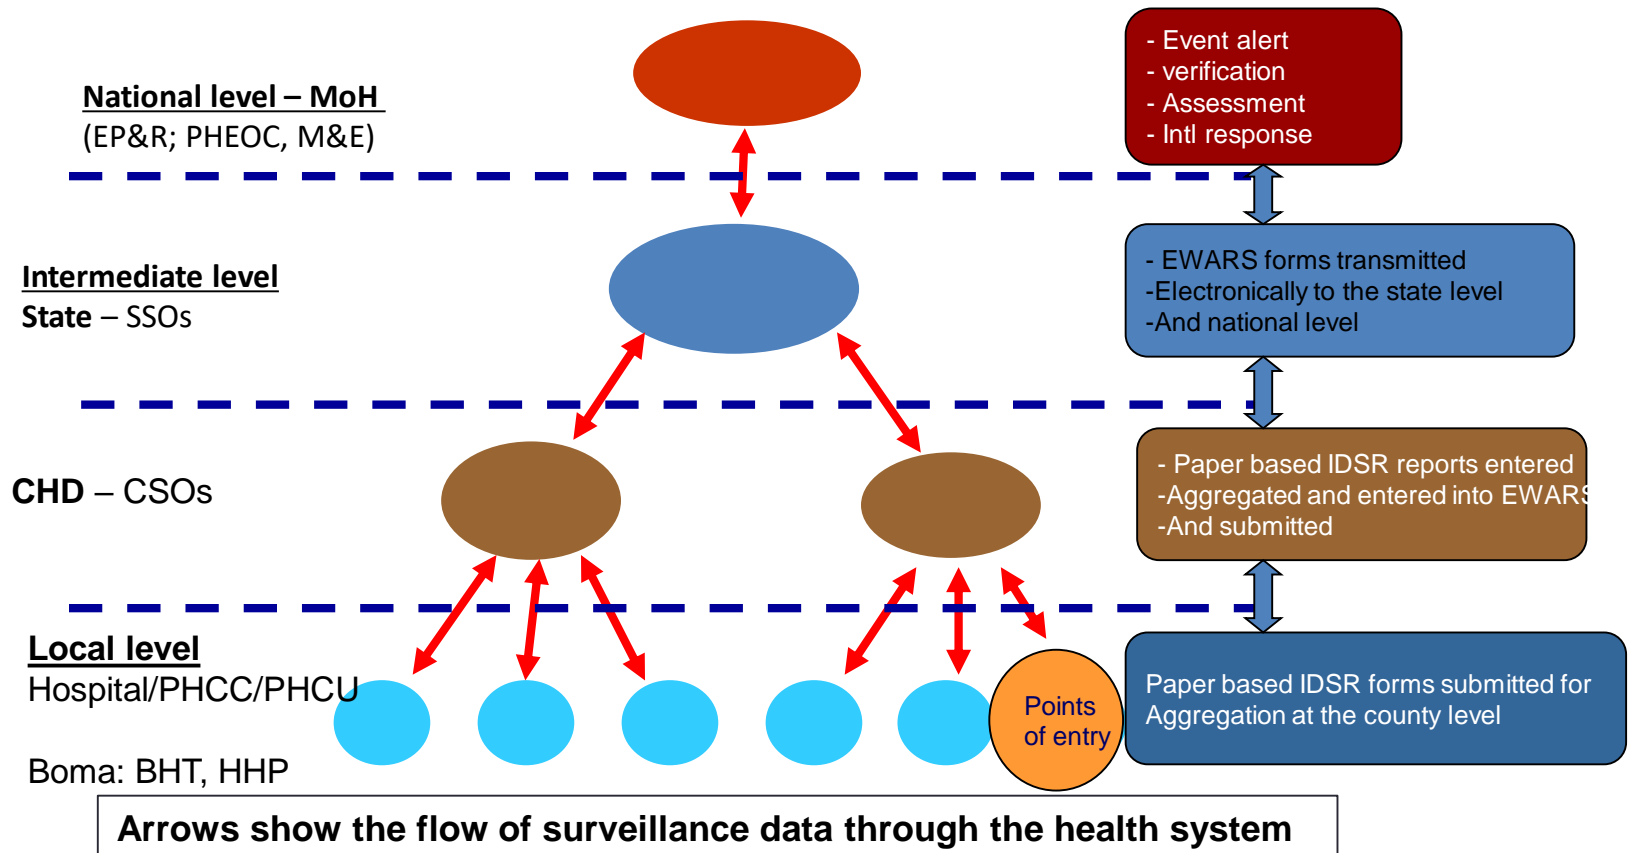 National level – MoH
(EP&R; PHEOC, M&E)
- Event alert
- verification
- Assessment
- Intl response
Intermediate level
State – SSOs
- EWARS forms transmitted
-Electronically to the state level
-And national level
CHD – CSOs
- Paper based IDSR reports entered
-Aggregated and entered into EWARS
-And submitted
Local level
Hospital/PHCC/PHCU
Boma: BHT, HHP
Points
of entry
Paper based IDSR forms submitted for
Aggregation at the county level
Arrows show the flow of surveillance data through the health system